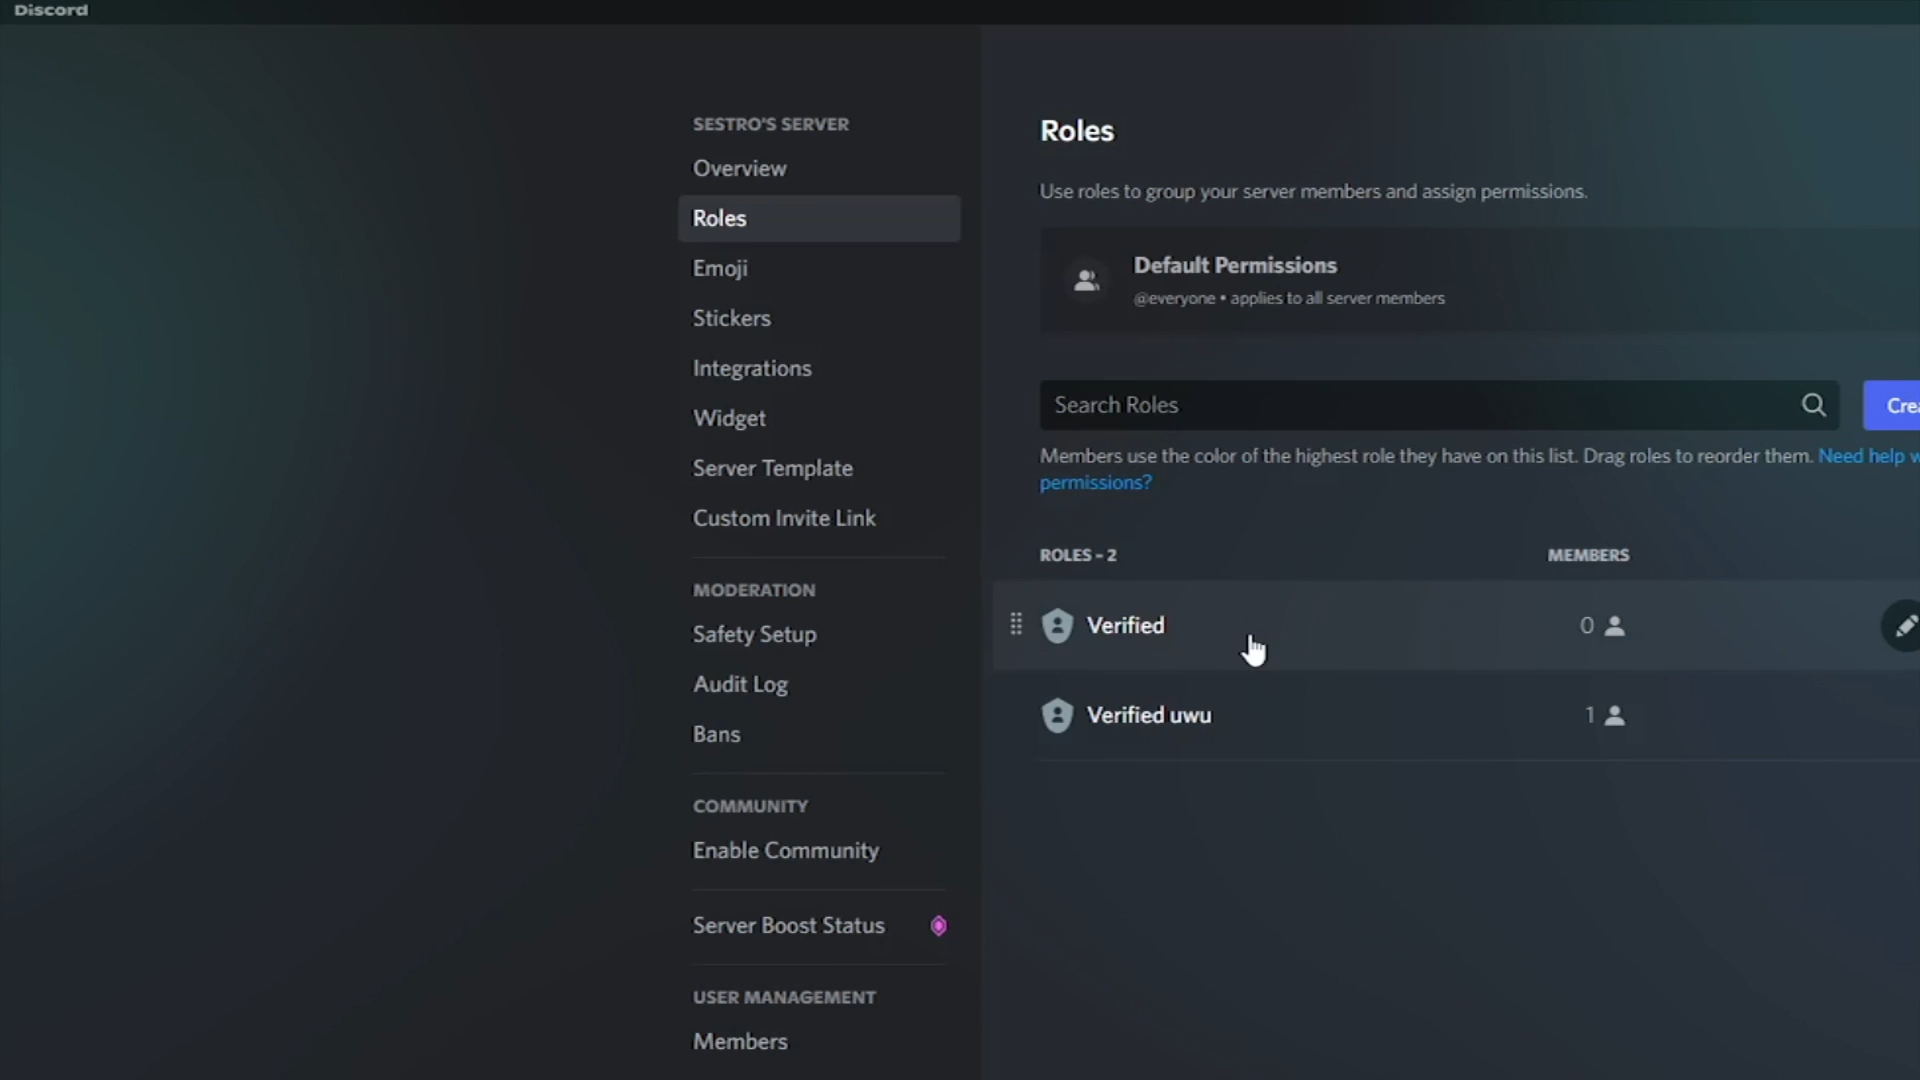 Discord
SESTRO'S SERVER
Overview
Roles
Emoji
Stickers
Integrations
Widget
Server Template
Custom Invite Link
MODERATION
Safety Setup
Audit Log
Bans
COMMUNITY
Enable Community
Server Boost Status
USER MANAGEMENT
Members
Roles
Use roles to group your server members and assign permissions.
Default Permissions
@everyone • applies to all server members
Search Roles
Crea
Members use the color of the highest role they have on this list. Drag roles to reorder them. Need help w
permissions?
ROLES - 2 MEMBERS
Verified 0
Verified uwu 1